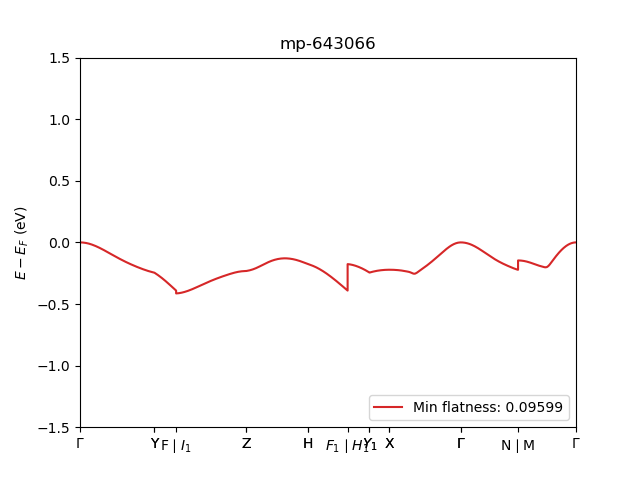 mp-643066
E − E_F (eV)
1.5
1.0
0.5
0.0
−0.5
−1.0
−1.5
Min flatness: 0.09599
Γ Y F | I₁ Z H F₁ | H₁ Y₁ X Γ N | M Γ